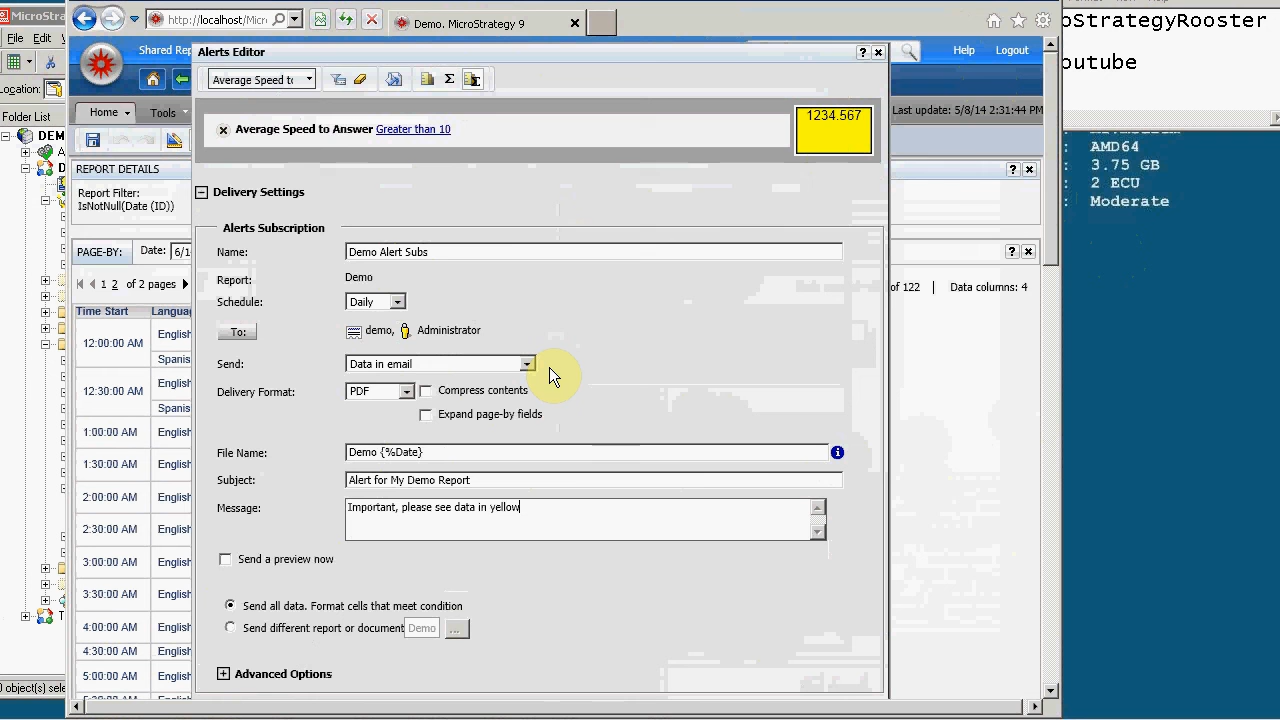 MicroStr
http://localhost/Micr
Demo. MicroStrategy 9
oStrategyRooster
File Edit
Shared Rep
Alerts Editor
Help Logout
outube
Average Speed to
Location:
Last update: 5/8/14 2:31:44 PM
Home Tools
Folder List
1234.567
Average Speed to Answer Greater than 10
DEM
AMD64
REPORT DETAILS
: 3.75 GB
: 2 ECU
Report Filter:
IsNotNull(Date (ID))
Delivery Settings
: Moderate
Alerts Subscription
PAGE-BY: Date: 6/1
Name: Demo Alert Subs
Report: Demo
1 2 of 2 pages
of 122 | Data columns: 4
Schedule: Daily
Time Start Languag
To: demo, Administrator
12:00:00 AM English
Spanis
Send: Data in email
12:30:00 AM English
Spanis
Delivery Format: PDF Compress contents
Expand page-by fields
1:00:00 AM English
File Name: Demo {%Date}
1:30:00 AM English
Subject: Alert for My Demo Report
2:00:00 AM English
Message: Important, please see data in yellow
2:30:00 AM English
Send a preview now
3:00:00 AM English
3:30:00 AM English
Send all data. Format cells that meet condition
4:00:00 AM English
Send different report or document Demo ...
4:30:00 AM English
5:00:00 AM English
Advanced Options
object(s) sele